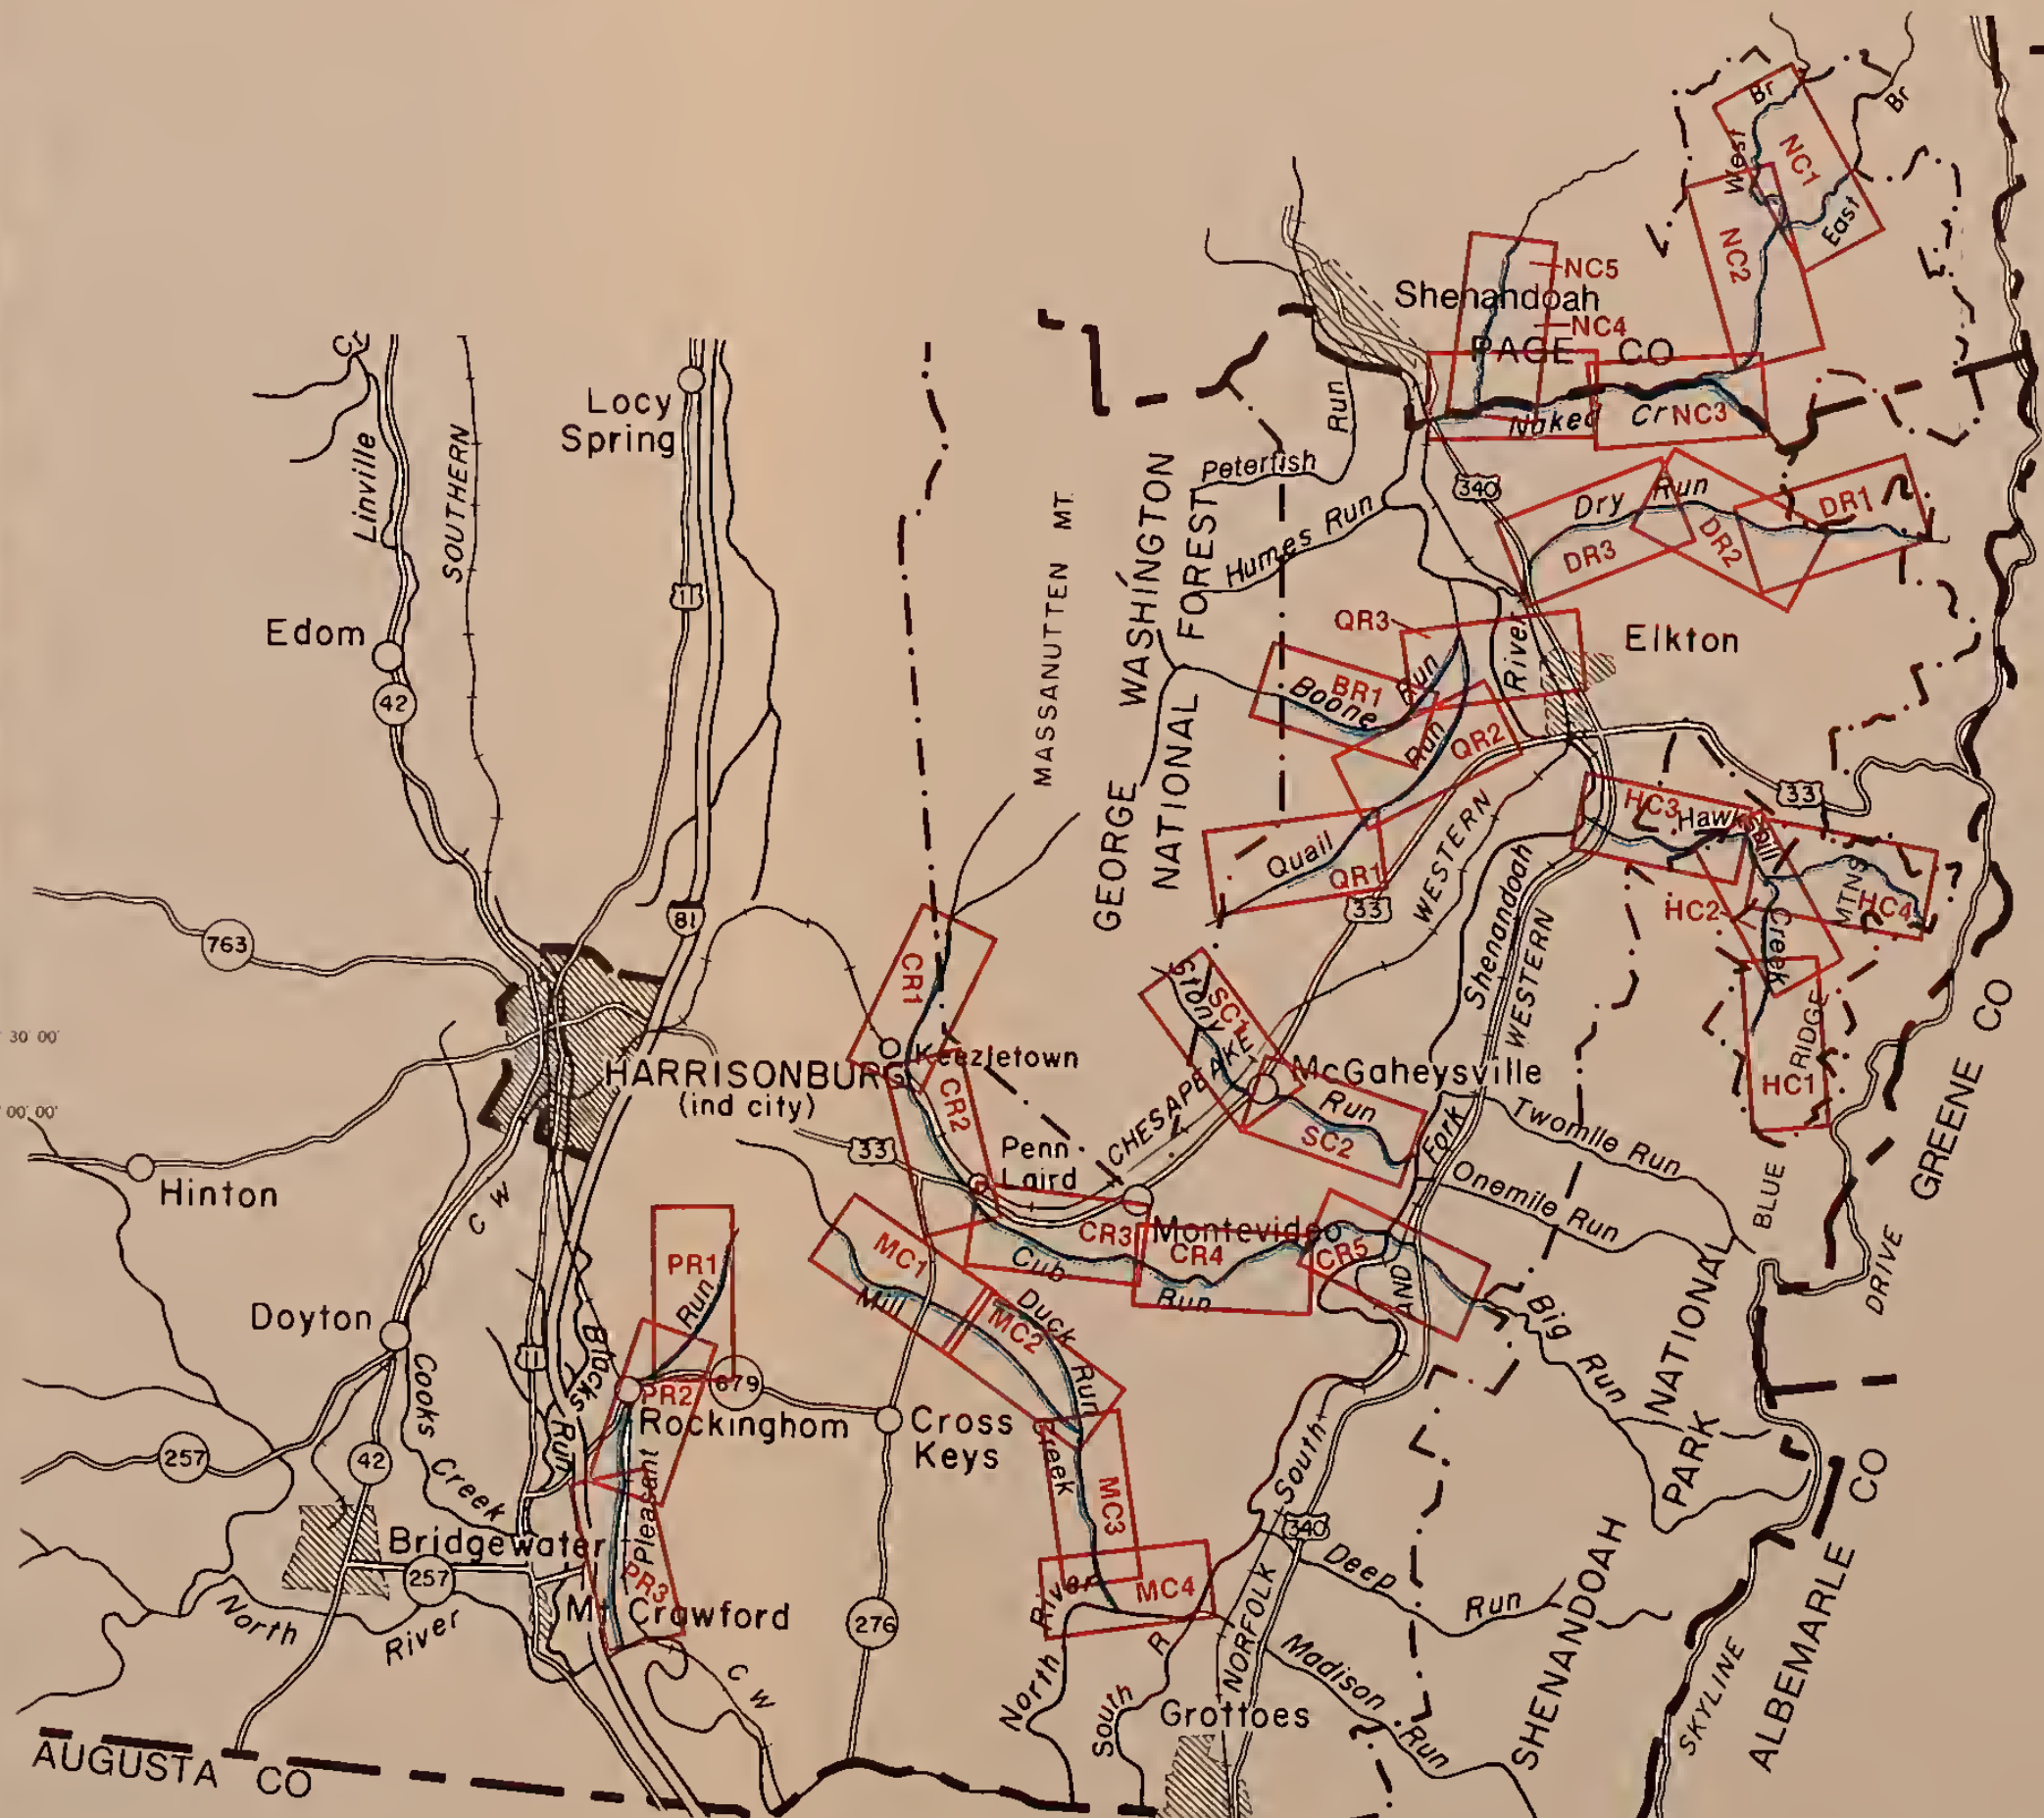 Br
Br
West
NC1
East
NC2
NC5
Shenandoah
NC4
PAGE CO
Naked Cr
NC3
Locy
Spring
Linville
SOUTHERN
Run
Peterfish
340
Dry Run
DR1
DR2
DR3
Humes Run
11
MASSANUTTEN MT.
GEORGE WASHINGTON
NATIONAL FOREST
Edom
42
QR3
River
Elkton
BR1
Boone Run
Run
QR2
33
HC3
Hawksbill
WESTERN
Quail
QR1
33
Shenandoah
WESTERN
MTNS
HC4
HC2
Creek
81
763
CR1
Stony
SC1
RIDGE
HC1
30 00'
Keezletown
HARRISONBURG
(ind city)
CR2
McGaheysville
CHESAPEAKE
Run
SC2
Fork
Twomile Run
00' 00'
33
Penn
Laird
Onemile Run
BLUE
GREENE CO
Hinton
C W
CR3
Montevideo
CR4
CR5
Cub
Run
AND
DRIVE
PR1
Run
MC1
Mill
MC2
Duck
Run
Big Run
NATIONAL
PARK
Doyton
11
Blacks
Run
Cooks
Creek
PR2
679
Rockinghom
Cross
Keys
Creek
MC3
South
257
42
Pleasant
Bridgewater
257
PR3
340
Deep
Run
SHENANDOAH
ALBEMARLE CO
North
River
Mt Crawford
276
River
MC4
NORFOLK
R
C W
North
South
Madison
Run
SKYLINE
Grottoes
AUGUSTA CO